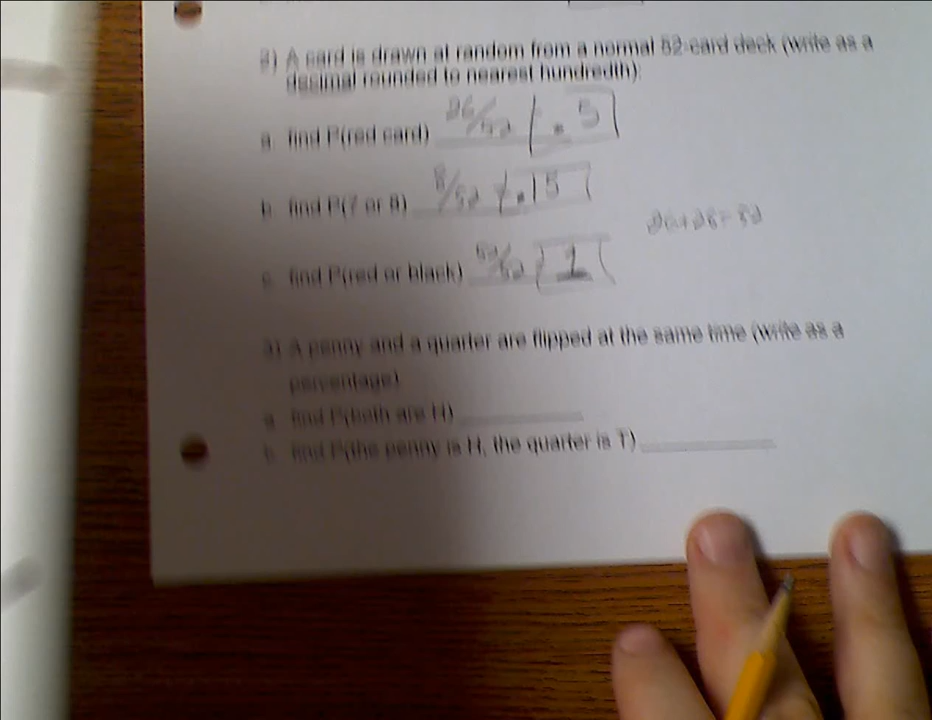 2) A card is drawn at random from a normal 52-card deck (write as a
decimal rounded to nearest hundredth):
a. find P(red card) 26/52 .5
b. find P(7 or 8) 8/52 .15
26+26=52
c. find P(red or black) 52/52 1
3) A penny and a quarter are flipped at the same time (write as a
percentage)
a. find P(both are H)
b. find P(the penny is H, the quarter is T)